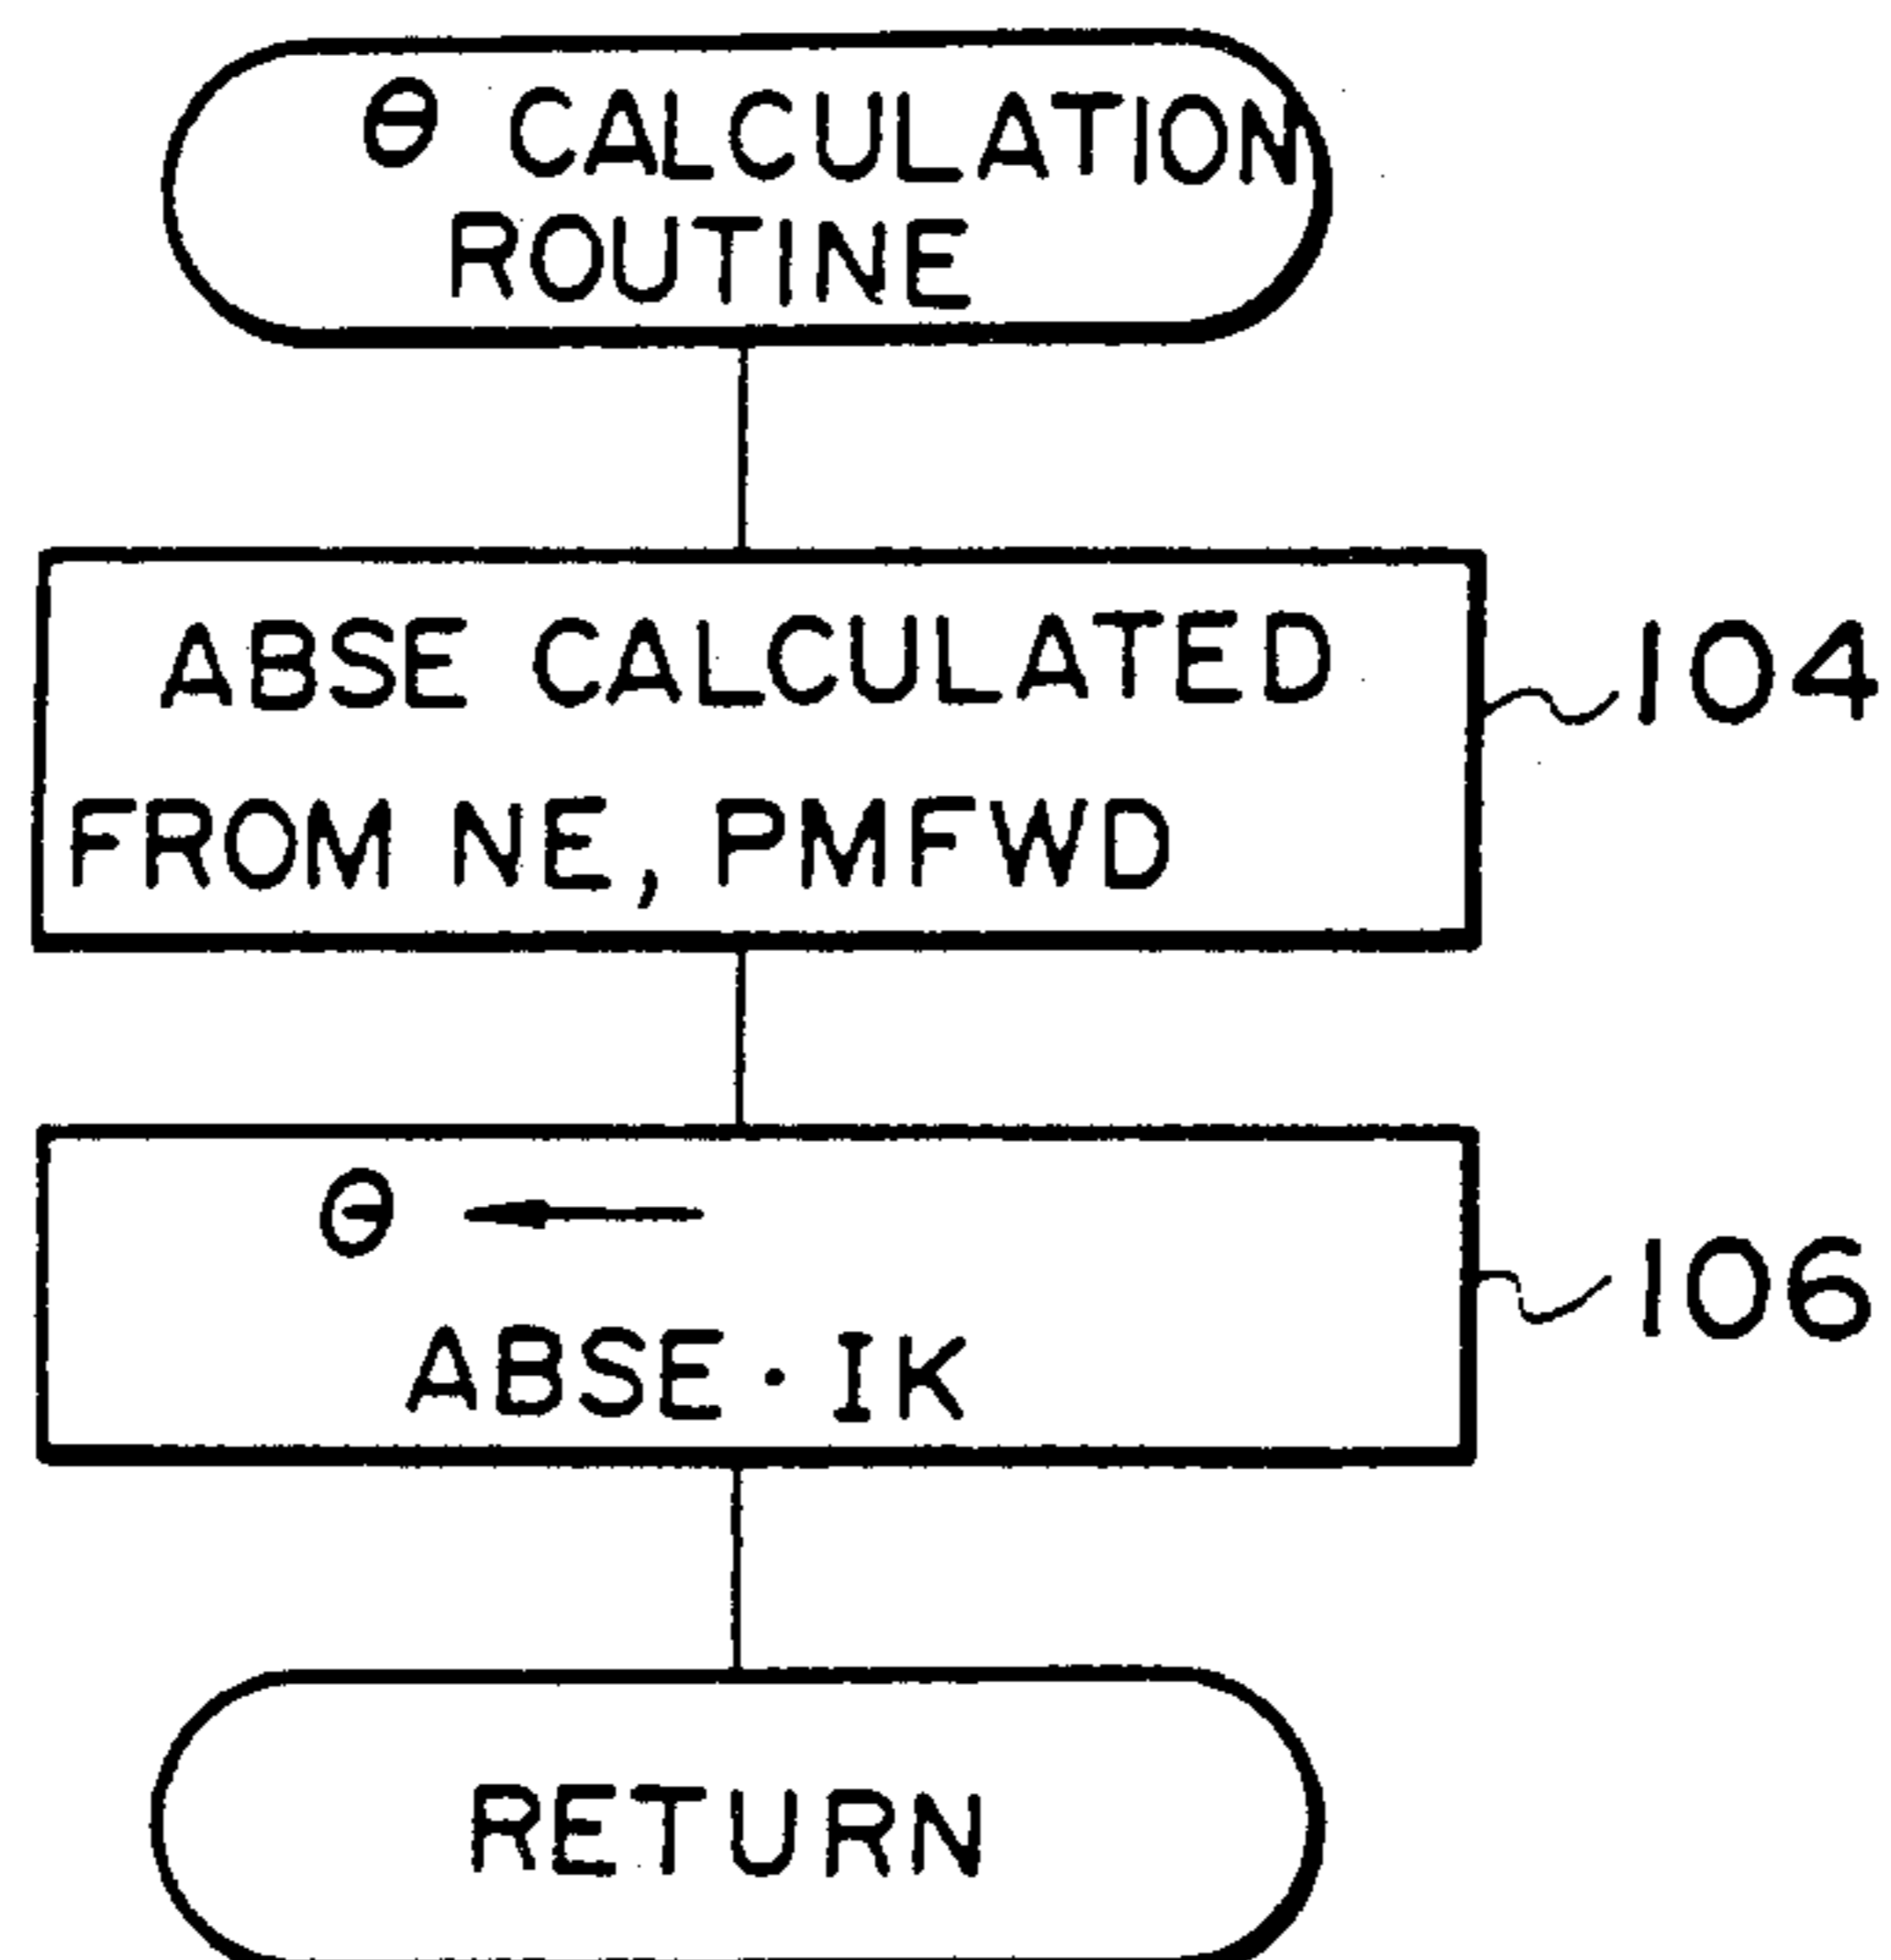 θ CALCULATION
ROUTINE
ABSE CALCULATED
FROM NE, PMFWD
104
θ ←
ABSE·IK
106
RETURN